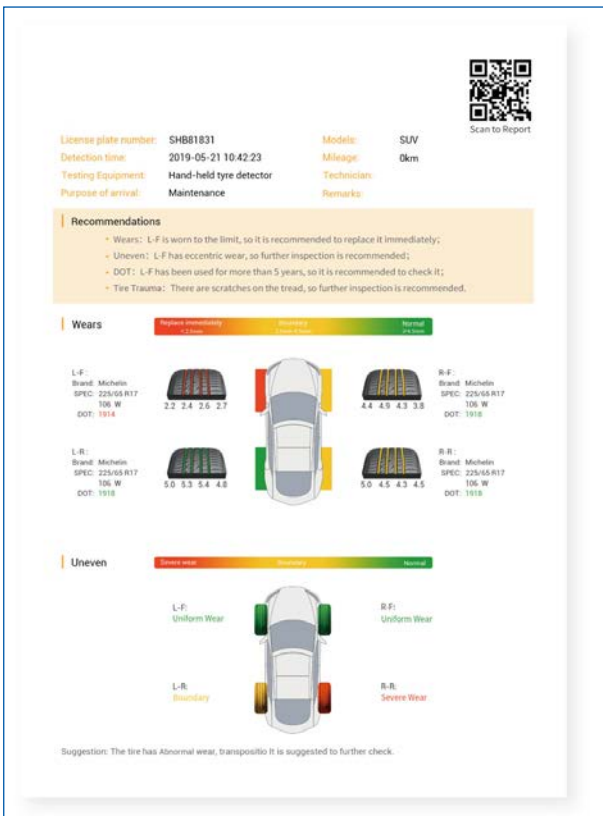 Scan to Report
License plate number: SHB81831 Models: SUV
Detection time: 2019-05-21 10:42:23 Mileage: 0km
Testing Equipment: Hand-held tyre detector Technician:
Purpose of arrival: Maintenance Remarks:
Recommendations
• Wears: L-F is worn to the limit, so it is recommended to replace it immediately;
• Uneven: L-F has eccentric wear, so further inspection is recommended;
• DOT: L-F has been used for more than 5 years, so it is recommended to check it;
• Tire Trauma: There are scratches on the tread, so further inspection is recommended.
Wears
Replace immediately Boundary Normal
L-F:
Brand: Michelin
SPEC: 225/65 R17
106 W
DOT: 1914
2.2 2.4 2.6 2.7
4.4 4.9 4.3 3.8
R-F:
Brand: Michelin
SPEC: 225/65 R17
106 W
DOT: 1918
L-R:
Brand: Michelin
SPEC: 225/65 R17
106 W
DOT: 1918
5.0 5.3 5.4 4.8
5.0 4.5 4.3 4.5
R-R:
Brand: Michelin
SPEC: 225/65 R17
106 W
DOT: 1918
Uneven
Severe wear Boundary Normal
L-F:
Uniform Wear
R-F:
Uniform Wear
L-R:
Boundary
R-R:
Severe Wear
Suggestion: The tire has Abnormal wear, transpositio It is suggested to further check.